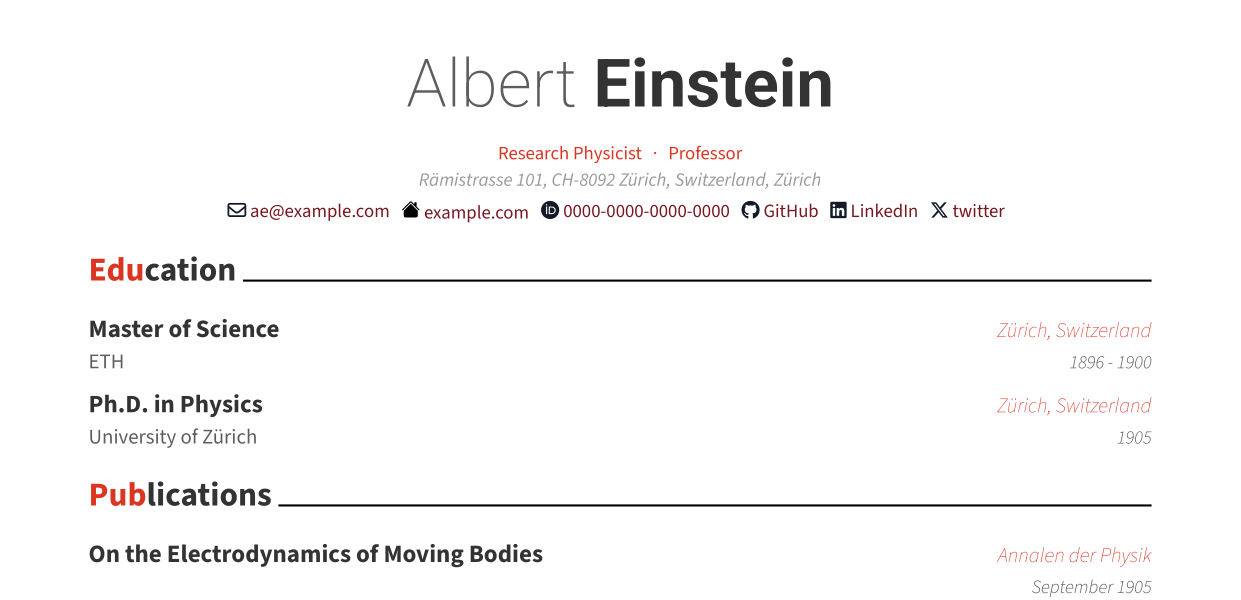 Albert Einstein
Research Physicist · Professor
Rämistrasse 101, CH-8092 Zürich, Switzerland, Zürich
ae@example.com example.com iD 0000-0000-0000-0000 GitHub in LinkedIn X twitter
Education
Master of Science Zürich, Switzerland
ETH 1896 - 1900
Ph.D. in Physics Zürich, Switzerland
University of Zürich 1905
Publications
On the Electrodynamics of Moving Bodies Annalen der Physik
September 1905